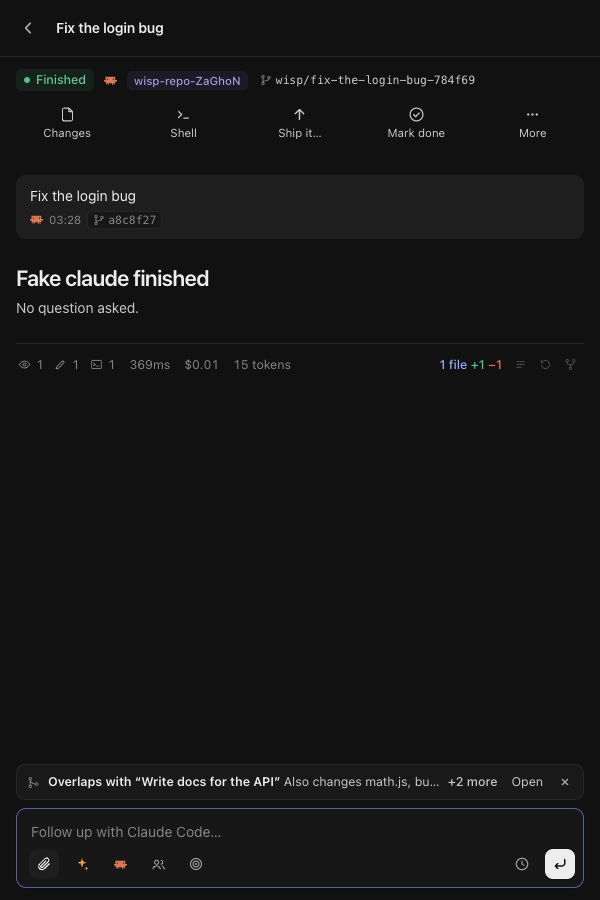 Fix the login bug
Finished wisp-repo-ZaGhoN wisp/fix-the-login-bug-784f69
Changes Shell Ship it... Mark done More
Fix the login bug
03:28 a8c8f27
Fake claude finished
No question asked.
1 1 1 369ms $0.01 15 tokens 1 file +1 −1
Overlaps with “Write docs for the API” Also changes math.js, bu... +2 more Open ×
Follow up with Claude Code...